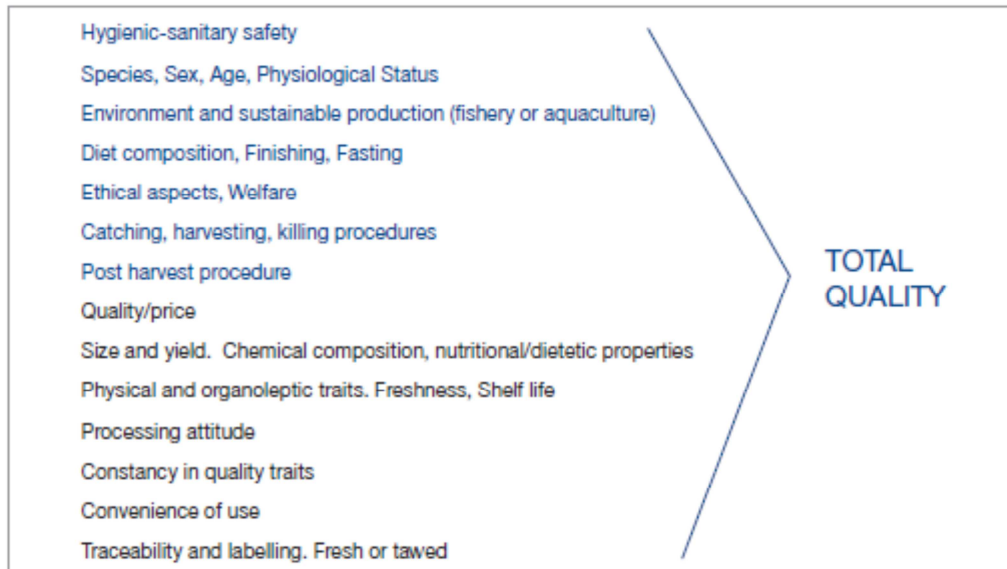 Hygienic-sanitary safety
Species, Sex, Age, Physiological Status
Environment and sustainable production (fishery or aquaculture)
Diet composition, Finishing, Fasting
Ethical aspects, Welfare
Catching, harvesting, killing procedures
Post harvest procedure
Quality/price
Size and yield. Chemical composition, nutritional/dietetic properties
Physical and organoleptic traits. Freshness, Shelf life
Processing attitude
Constancy in quality traits
Convenience of use
Traceability and labelling. Fresh or tawed
TOTAL
QUALITY